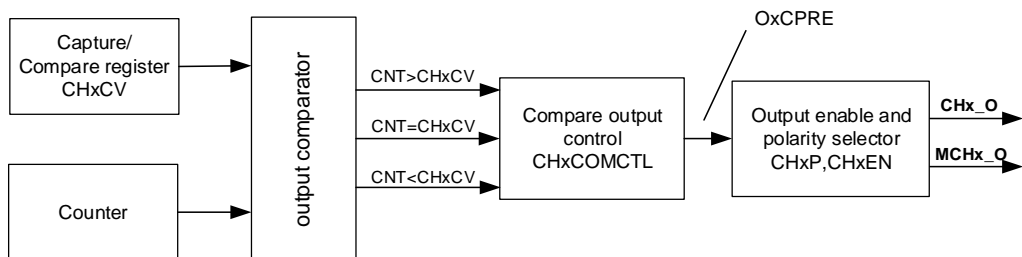 OxCPRE
Capture/
Compare register
CHxCV
Counter
output comparator
CNT>CHxCV
CNT=CHxCV
CNT<CHxCV
Compare output
control
CHxCOMCTL
Output enable and
polarity selector
CHxP,CHxEN
CHx_O
MCHx_O